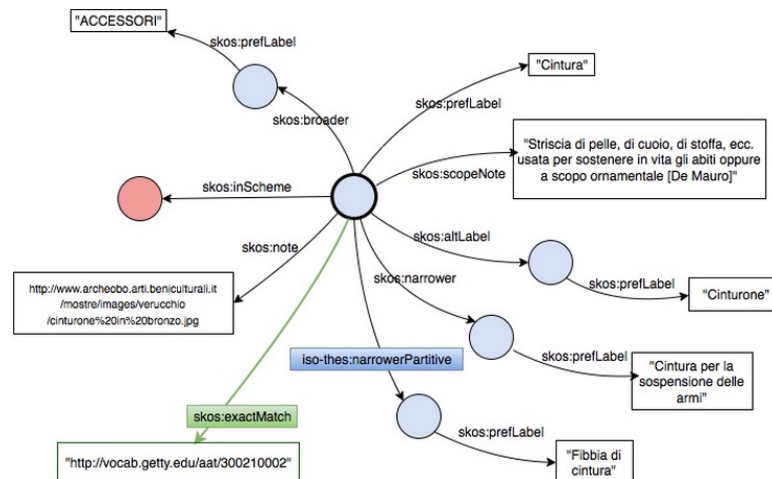 "ACCESSORI"
skos:prefLabel
"Cintura"
skos:prefLabel
skos:broader
"Striscia di pelle, di cuoio, di stoffa, ecc.
usata per sostenere in vita gli abiti oppure
a scopo ornamentale [De Mauro]"
skos:scopeNote
skos:inScheme
skos:altLabel
skos:note
skos:narrower
skos:prefLabel
http://www.archeobo.arti.beniculturali.it
/mostre/images/verucchio
/cinturone%20in%20bronzo.jpg
"Cinturone"
iso-thes:narrowerPartitive
skos:prefLabel
"Cintura per la
sospensione delle
armi"
skos:exactMatch
skos:prefLabel
"http://vocab.getty.edu/aat/300210002"
"Fibbia di
cintura"